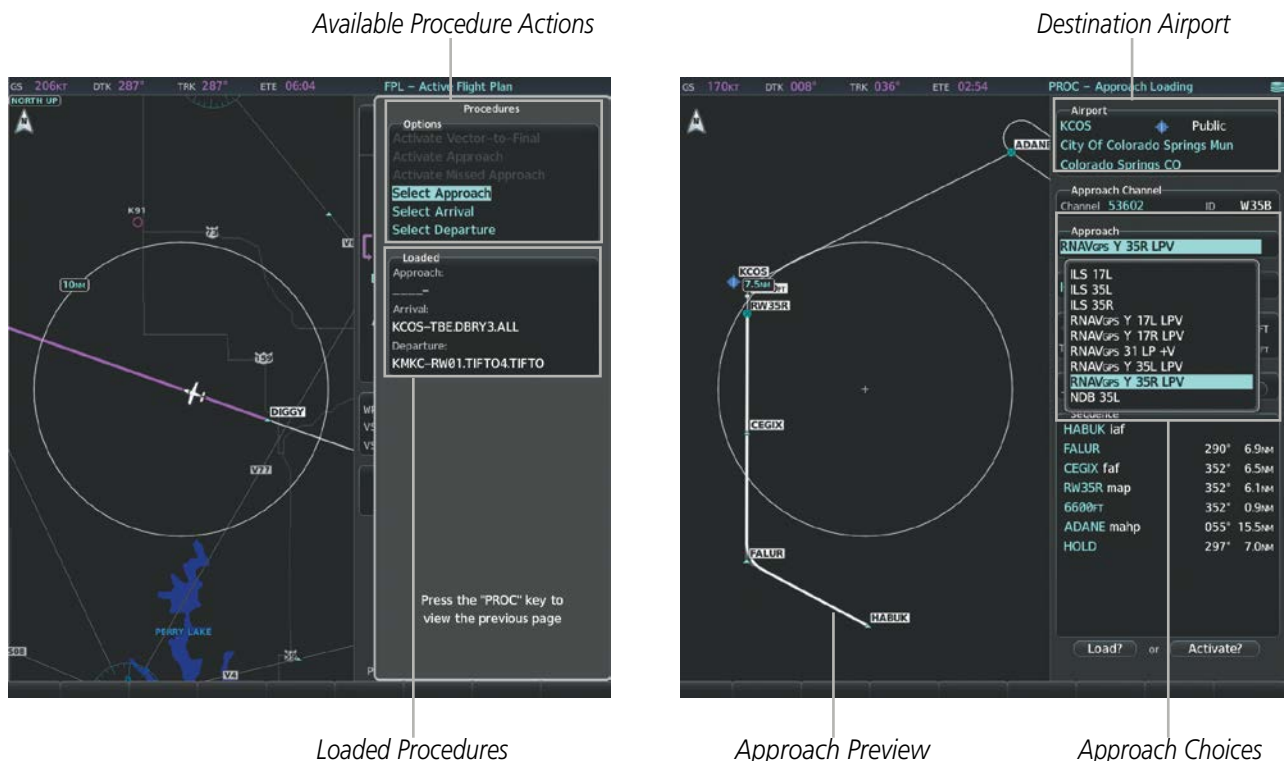 Available Procedure Actions
Destination Airport
GS 206KT DTK 287° TRK 287° ETE 06:04 FPL – Active Flight Plan
NORTH UP
Procedures
Options
Activate Vector-to-Final
Activate Approach
Activate Missed Approach
Select Approach
Select Arrival
Select Departure
Loaded
Approach:
____-
Arrival:
KCOS-TBE.DBRY3.ALL
Departure:
KMKC-RW01.TIFTO4.TIFTO
Press the "PROC" key to
view the previous page
K91
10NM
DIGGY
V77
PERRY LAKE
V4
GS 170KT DTK 008° TRK 036° ETE 02:54 PROC – Approach Loading
Airport
KCOS Public
City Of Colorado Springs Mun
Colorado Springs CO
Approach Channel
Channel 53602 ID W35B
Approach
RNAVGPS Y 35R LPV
ILS 17L
ILS 35L
ILS 35R
RNAVGPS Y 17L LPV
RNAVGPS Y 17R LPV
RNAVGPS 31 LP +V
RNAVGPS Y 35L LPV
RNAVGPS Y 35R LPV
NDB 35L
Sequence
HABUK iaf
FALUR 290° 6.9NM
CEGIX faf 352° 6.5NM
RW35R map 352° 6.1NM
6600FT 352° 0.9NM
ADANE mahp 055° 15.5NM
HOLD 297° 7.0NM
Load? or Activate?
ADANE
KCOS
7.5NM
RW35R
CEGIX
FALUR
HABUK
Loaded Procedures
Approach Preview
Approach Choices